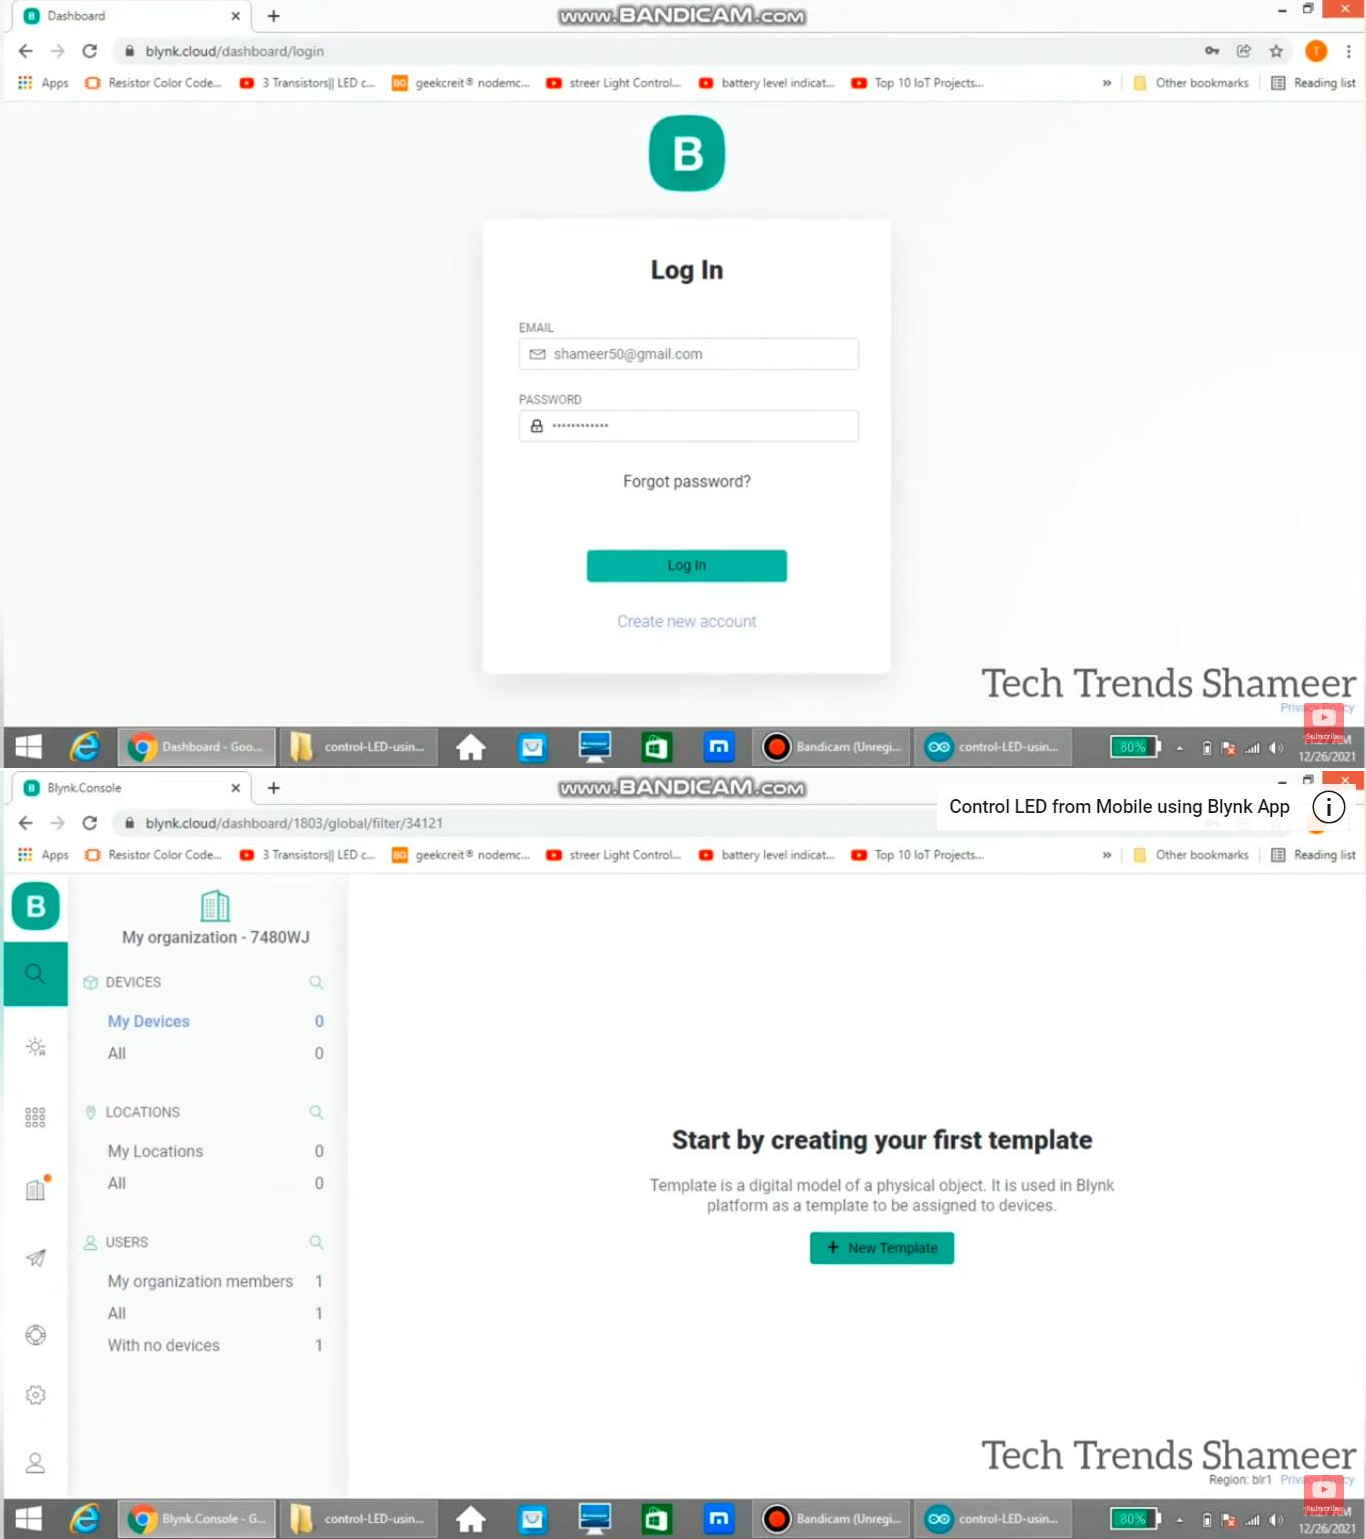 Dashboard
www.BANDICAM.com
blynk.cloud/dashboard/login
T
Apps
Resistor Color Code...
3 Transistors|| LED c...
BG
geekcreit® nodemc...
streer Light Control...
battery level indicat...
Top 10 IoT Projects...
»
Other bookmarks
Reading list
B
Log In
EMAIL
shameer50@gmail.com
PASSWORD
Forgot password?
Log In
Create new account
Tech Trends Shameer
Privacy Policy
Dashboard - Goo...
control-LED-usin...
Bandicam (Unregi...
control-LED-usin...
80%
Subscribe
12/26/2021
Blynk.Console
www.BANDICAM.com
Control LED from Mobile using Blynk App
blynk.cloud/dashboard/1803/global/filter/34121
Apps
Resistor Color Code...
3 Transistors|| LED c...
BG
geekcreit® nodemc...
streer Light Control...
battery level indicat...
Top 10 IoT Projects...
»
Other bookmarks
Reading list
B
My organization - 7480WJ
DEVICES
My Devices 0
All 0
LOCATIONS
My Locations 0
All 0
USERS
My organization members 1
All 1
With no devices 1
Start by creating your first template
Template is a digital model of a physical object. It is used in Blynk
platform as a template to be assigned to devices.
+ New Template
Tech Trends Shameer
Region: blr1 Privacy Policy
Blynk.Console - G...
control-LED-usin...
Bandicam (Unregi...
control-LED-usin...
80%
Subscribe
12/26/2021